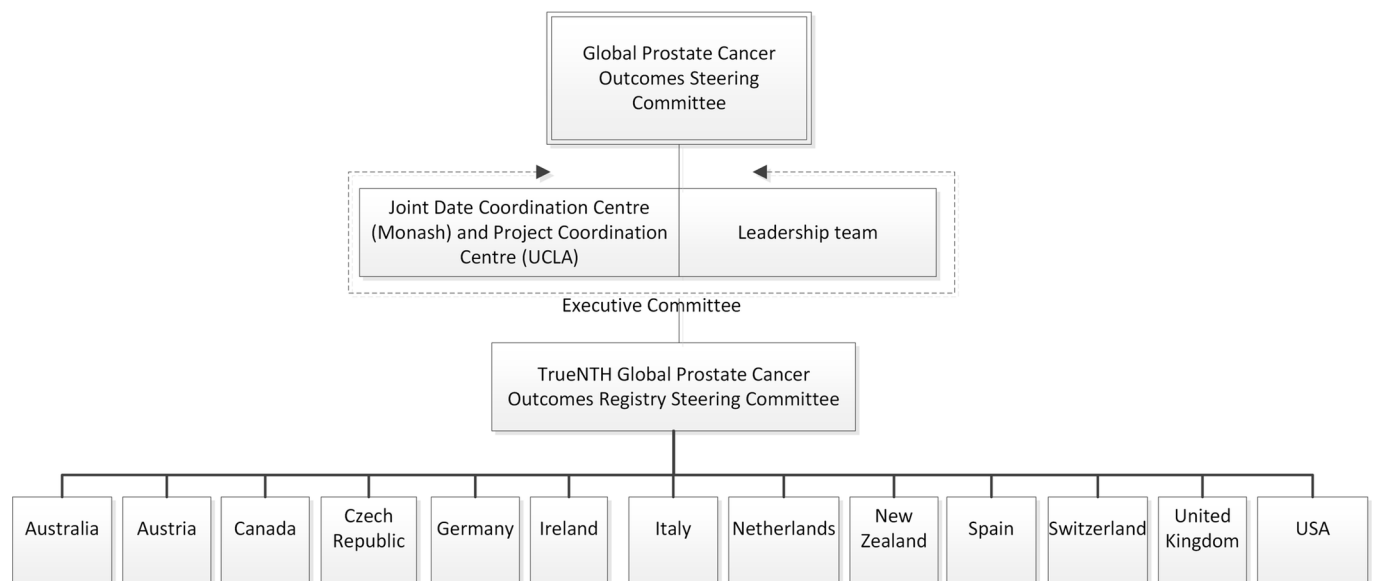 Global Prostate Cancer
Outcomes Steering
Committee
Joint Date Coordination Centre
(Monash) and Project Coordination
Centre (UCLA)
Leadership team
Executive Committee
TrueNTH Global Prostate Cancer
Outcomes Registry Steering Committee
Australia
Austria
Canada
Czech
Republic
Germany
Ireland
Italy
Netherlands
New
Zealand
Spain
Switzerland
United
Kingdom
USA